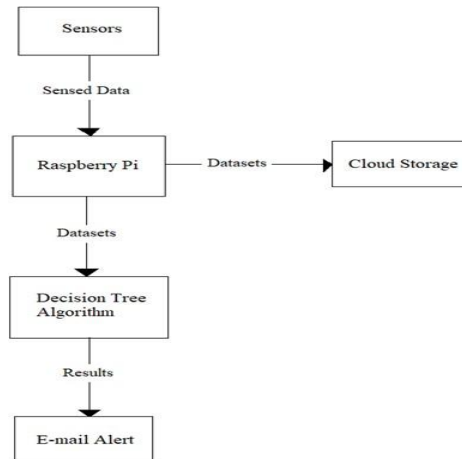 Sensors
Sensed Data
Raspberry Pi
Datasets
Cloud Storage
Datasets
Decision Tree
Algorithm
Results
E-mail Alert